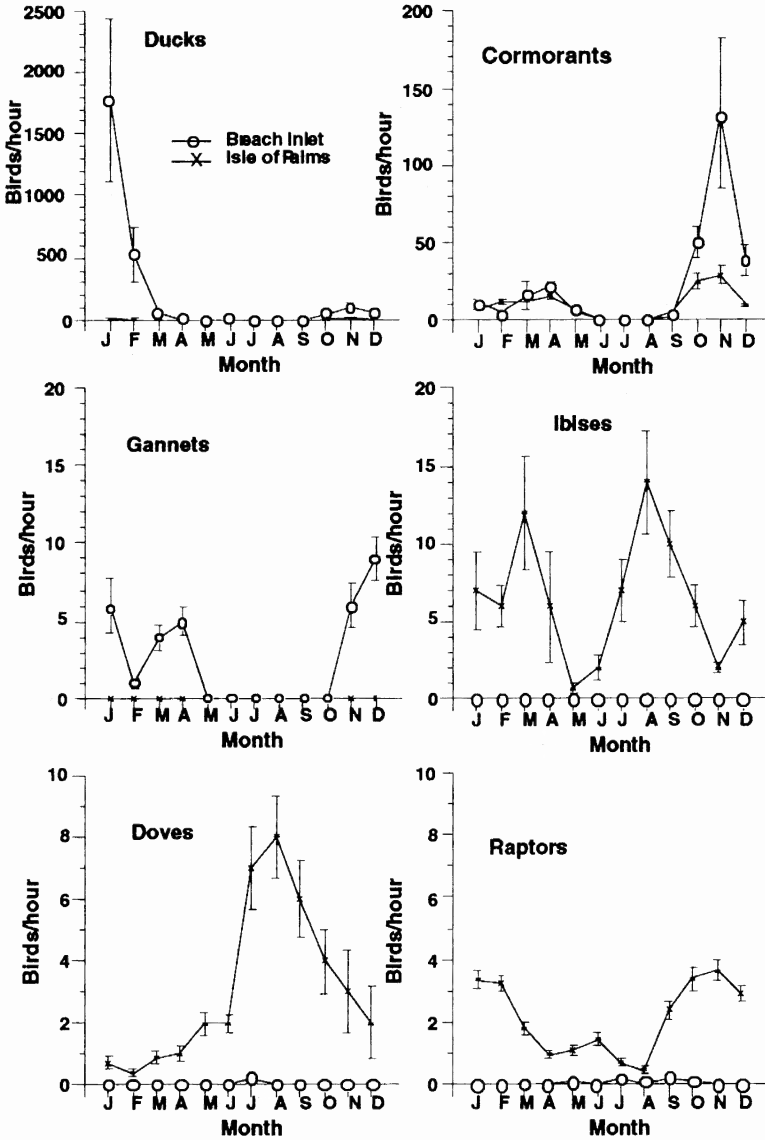 Ducks
Birds/hour
2500
2000
1500
1000
500
0
Breach Inlet
Isle of Palms
J F M A M J J A S O N D
Month
Cormorants
Birds/hour
200
150
100
50
0
J F M A M J J A S O N D
Month
Gannets
Birds/hour
20
15
10
5
0
J F M A M J J A S O N D
Month
Ibises
Birds/hour
20
15
10
5
0
J F M A M J J A S O N D
Month
Doves
Birds/hour
10
8
6
4
2
0
J F M A M J J A S O N D
Month
Raptors
Birds/hour
10
8
6
4
2
0
J F M A M J J A S O N D
Month